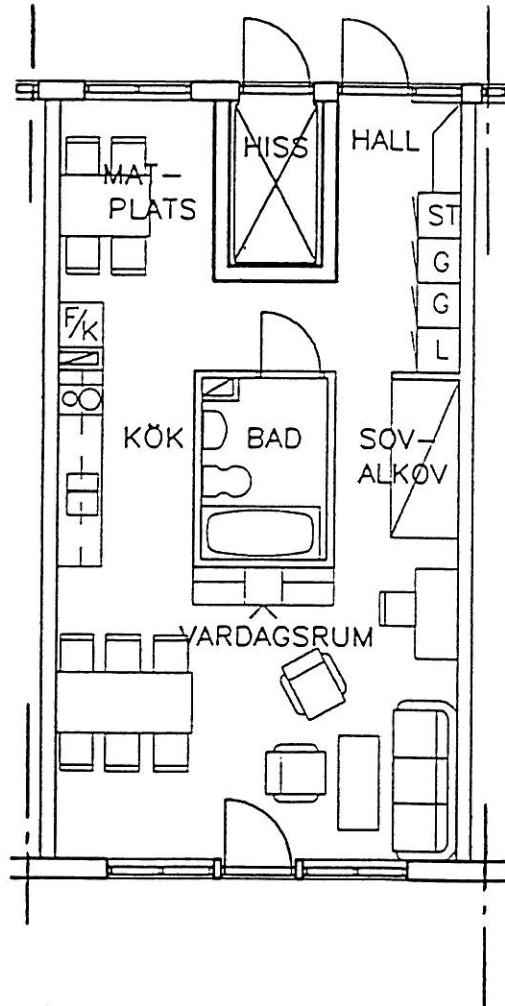 HISS
HALL
MAT-
PLATS
ST
G
G
L
F/K
KÖK
BAD
SOV-
ALKOV
VARDAGSRUM